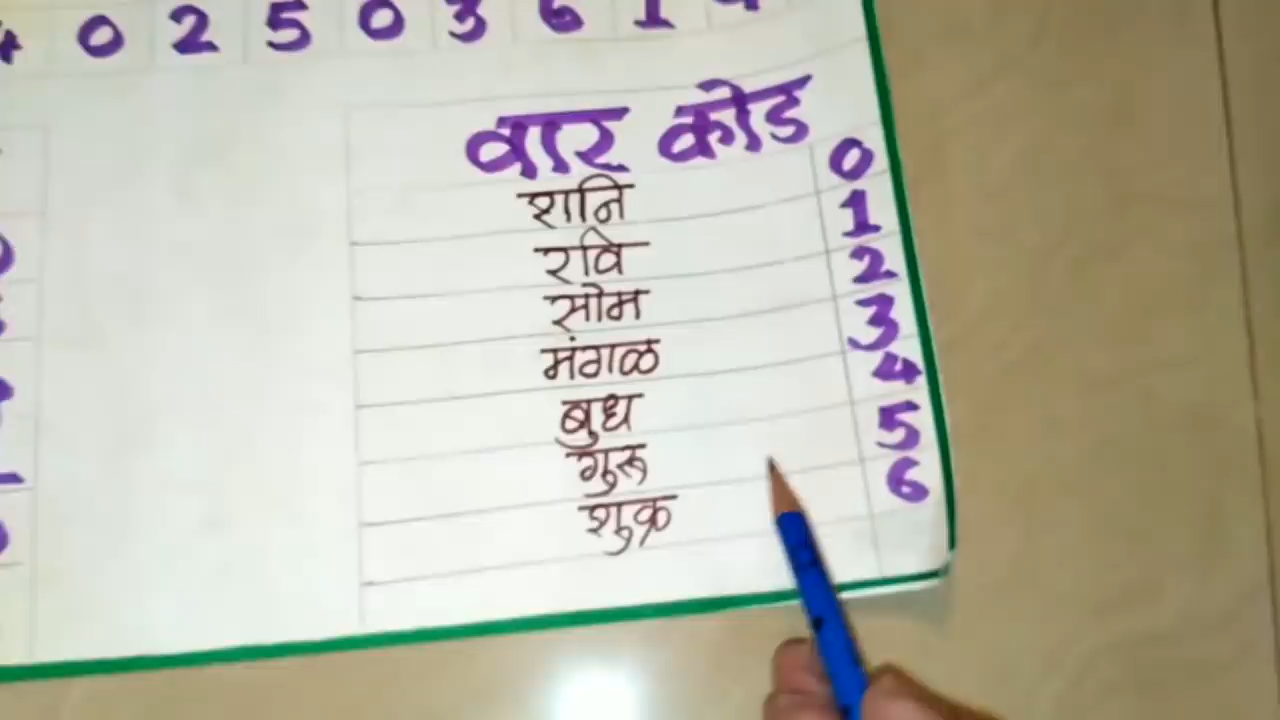 0 2 5 0 3 6 1
वार कोड
शनि 0
रवि 1
सोम 2
मंगळ 3
बुध 4
गुरू 5
शुक्र 6